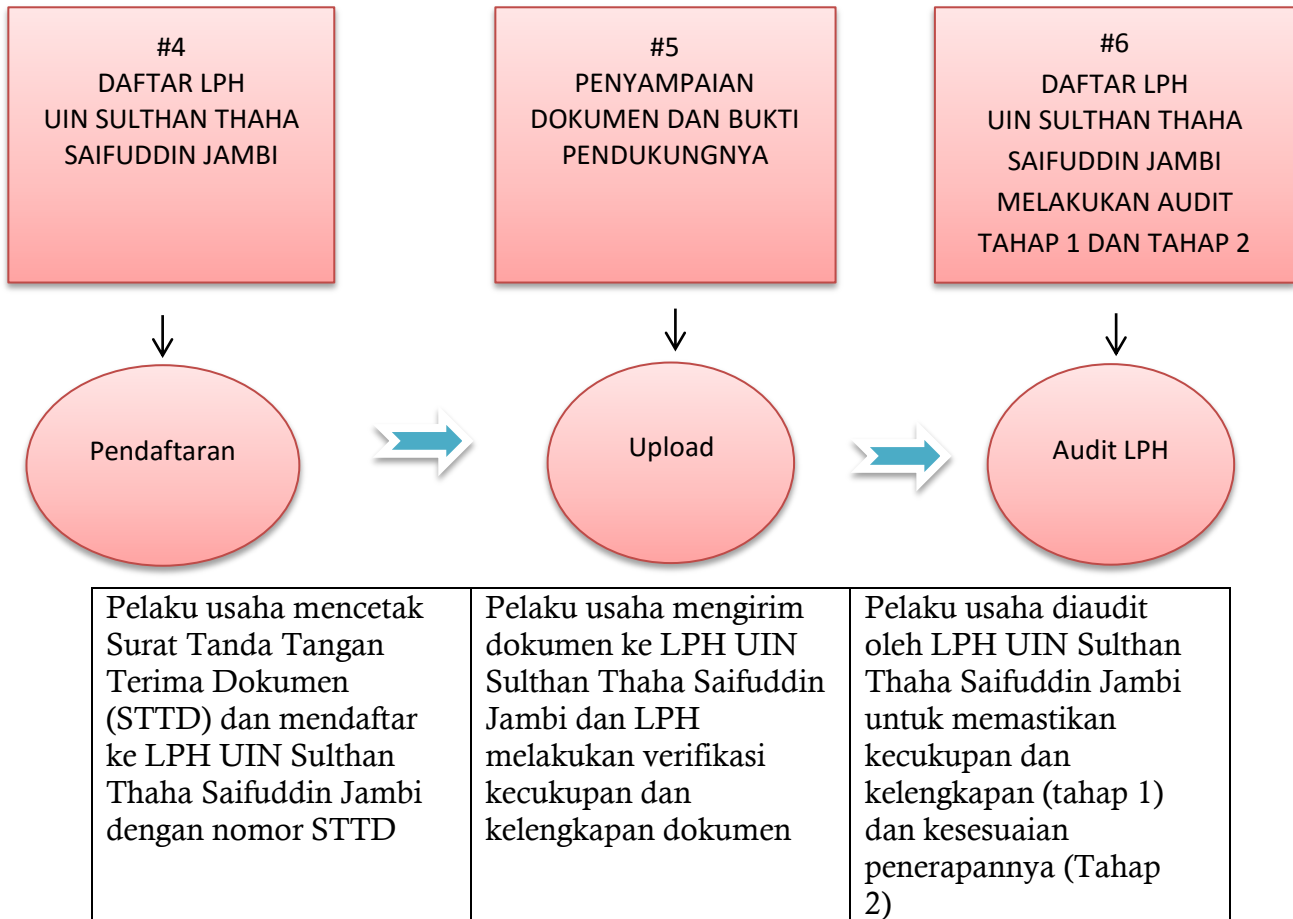 #4
DAFTAR LPH
UIN SULTHAN THAHA
SAIFUDDIN JAMBI
#5
PENYAMPAIAN
DOKUMEN DAN BUKTI
PENDUKUNGNYA
#6
DAFTAR LPH
UIN SULTHAN THAHA
SAIFUDDIN JAMBI
MELAKUKAN AUDIT
TAHAP 1 DAN TAHAP 2
Pendaftaran
Upload
Audit LPH
Pelaku usaha mencetak
Surat Tanda Tangan
Terima Dokumen
(STTD) dan mendaftar
ke LPH UIN Sulthan
Thaha Saifuddin Jambi
dengan nomor STTD
Pelaku usaha mengirim
dokumen ke LPH UIN
Sulthan Thaha Saifuddin
Jambi dan LPH
melakukan verifikasi
kecukupan dan
kelengkapan dokumen
Pelaku usaha diaudit
oleh LPH UIN Sulthan
Thaha Saifuddin Jambi
untuk memastikan
kecukupan dan
kelengkapan (tahap 1)
dan kesesuaian
penerapannya (Tahap
2)